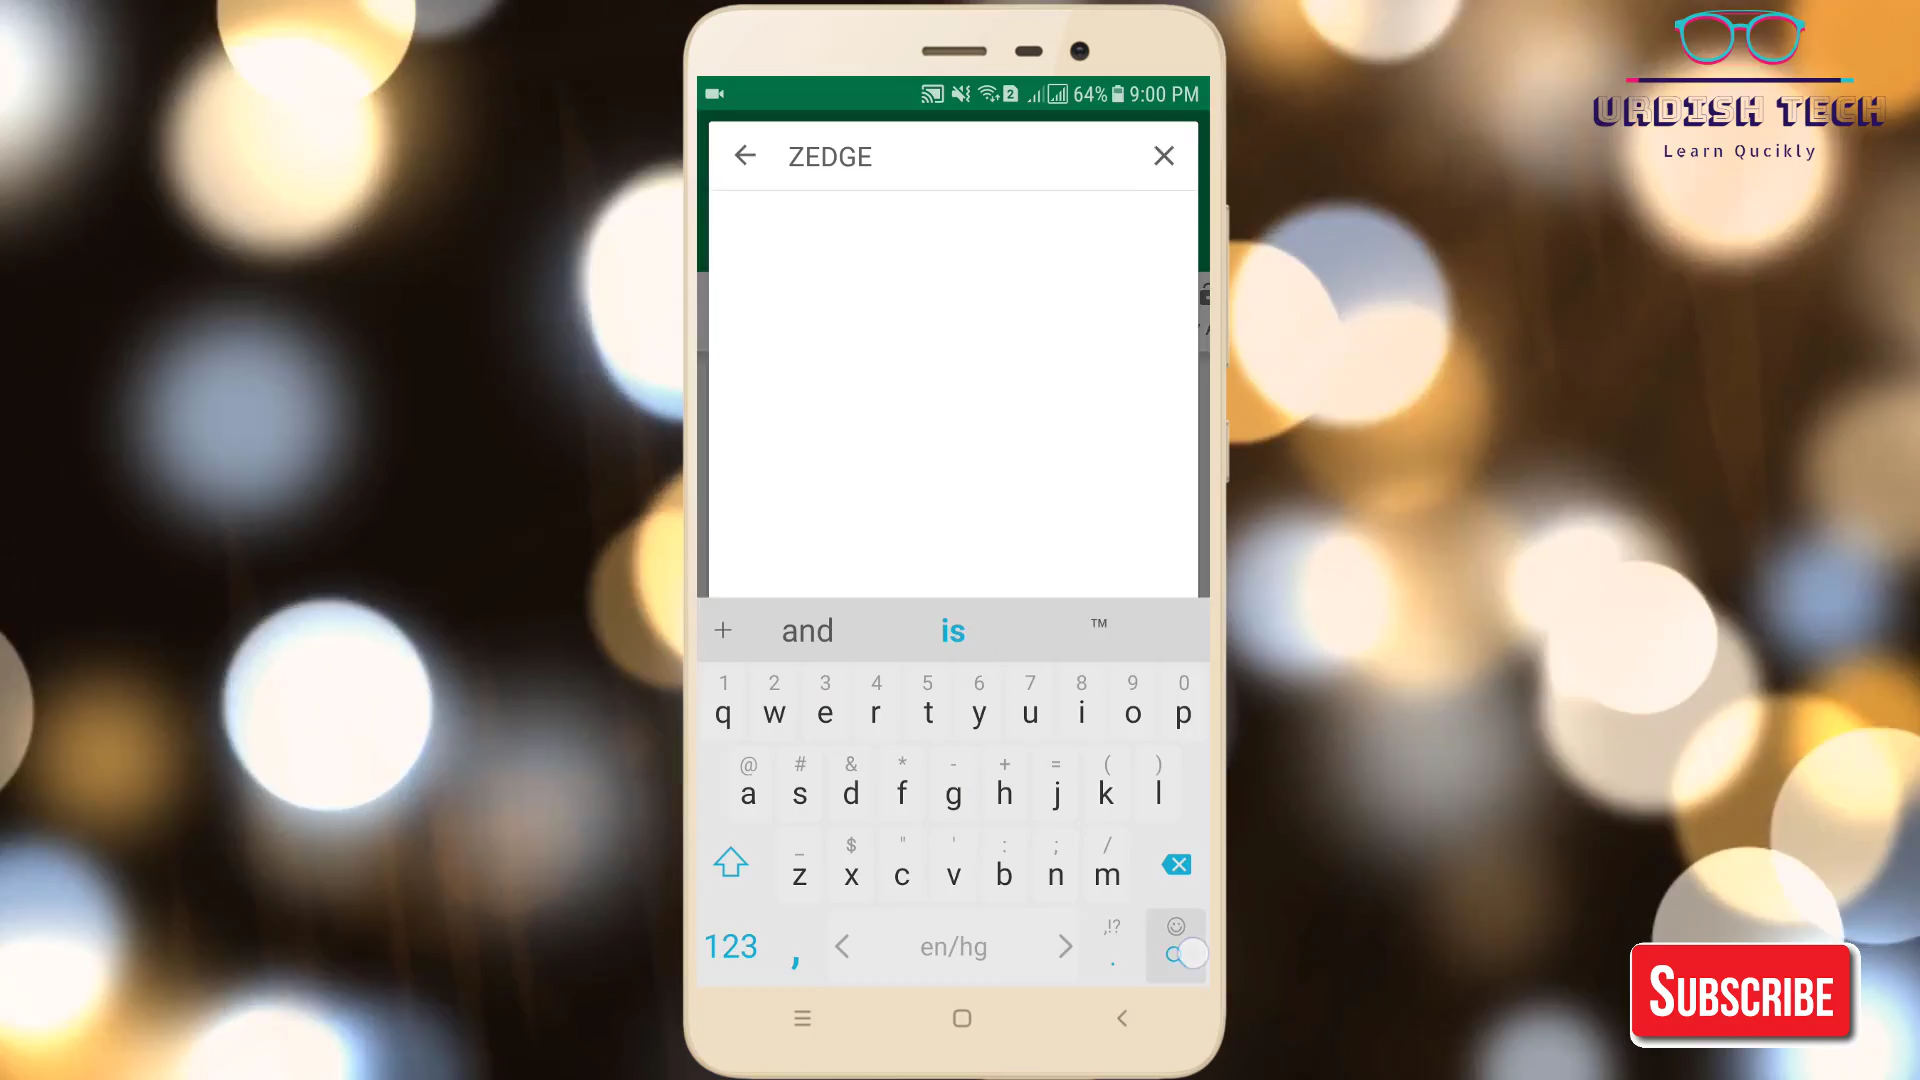 URDISH TECH
Learn Qucikly
2 64% 9:00 PM
ZEDGE
and is ™
1 2 3 4 5 6 7 8 9 0
q w e r t y u i o p
@ # & * - + = ( )
a s d f g h j k l
_ $ " ' : ; /
z x c v b n m
,!?
123 , < en/hg > .
SUBSCRIBE